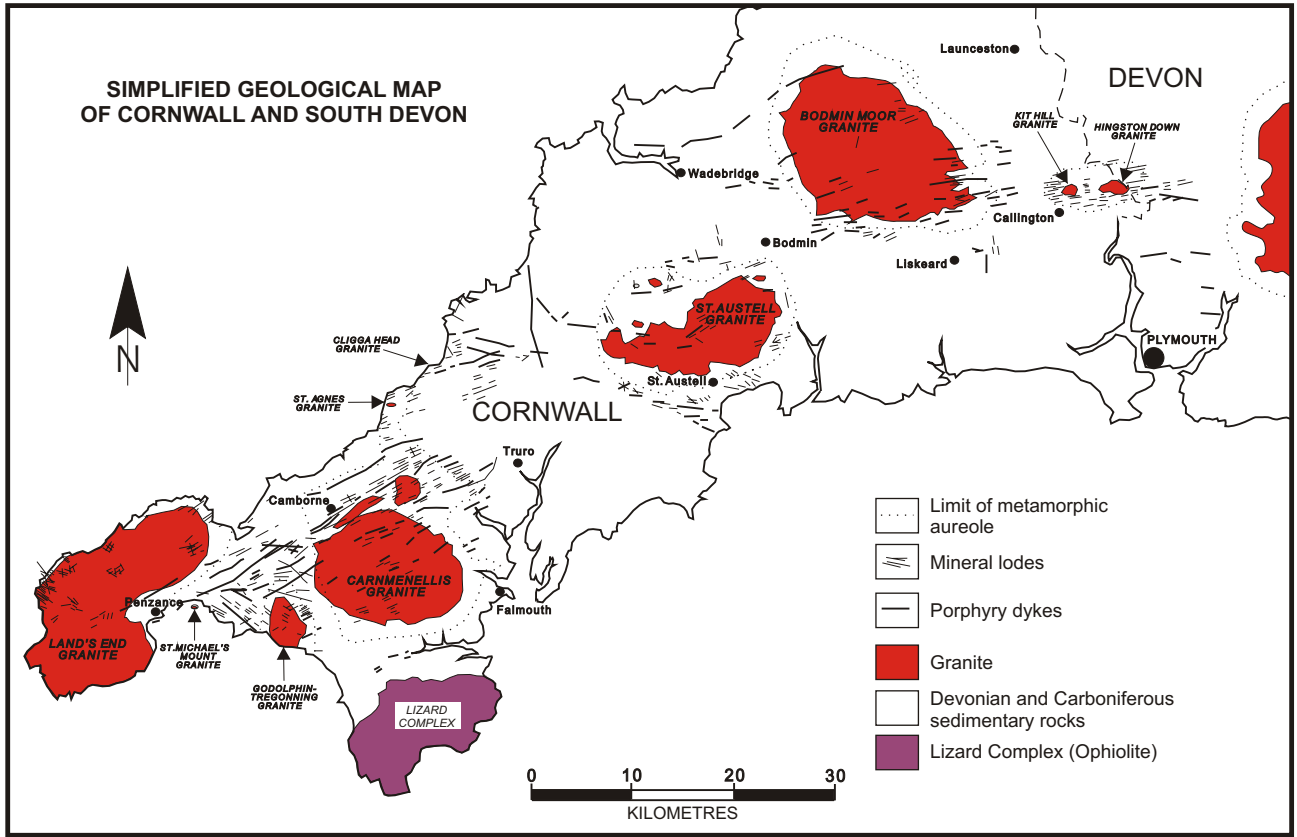 SIMPLIFIED GEOLOGICAL MAP
OF CORNWALL AND SOUTH DEVON
Launceston
DEVON
BODMIN MOOR
GRANITE
KIT HILL
GRANITE
HINGSTON DOWN
GRANITE
Wadebridge
Callington
Bodmin
Liskeard
N
ST.AUSTELL
GRANITE
CLIGGA HEAD
GRANITE
PLYMOUTH
St. Austell
ST. AGNES
GRANITE
CORNWALL
Truro
Camborne
CARNMENELLIS
GRANITE
Penzance
Falmouth
LAND'S END
GRANITE
ST.MICHAEL'S
MOUNT
GRANITE
GODOLPHIN-
TREGONNING
GRANITE
LIZARD
COMPLEX
Limit of metamorphic
aureole
Mineral lodes
Porphyry dykes
Granite
Devonian and Carboniferous
sedimentary rocks
Lizard Complex (Ophiolite)
0 10 20 30
KILOMETRES